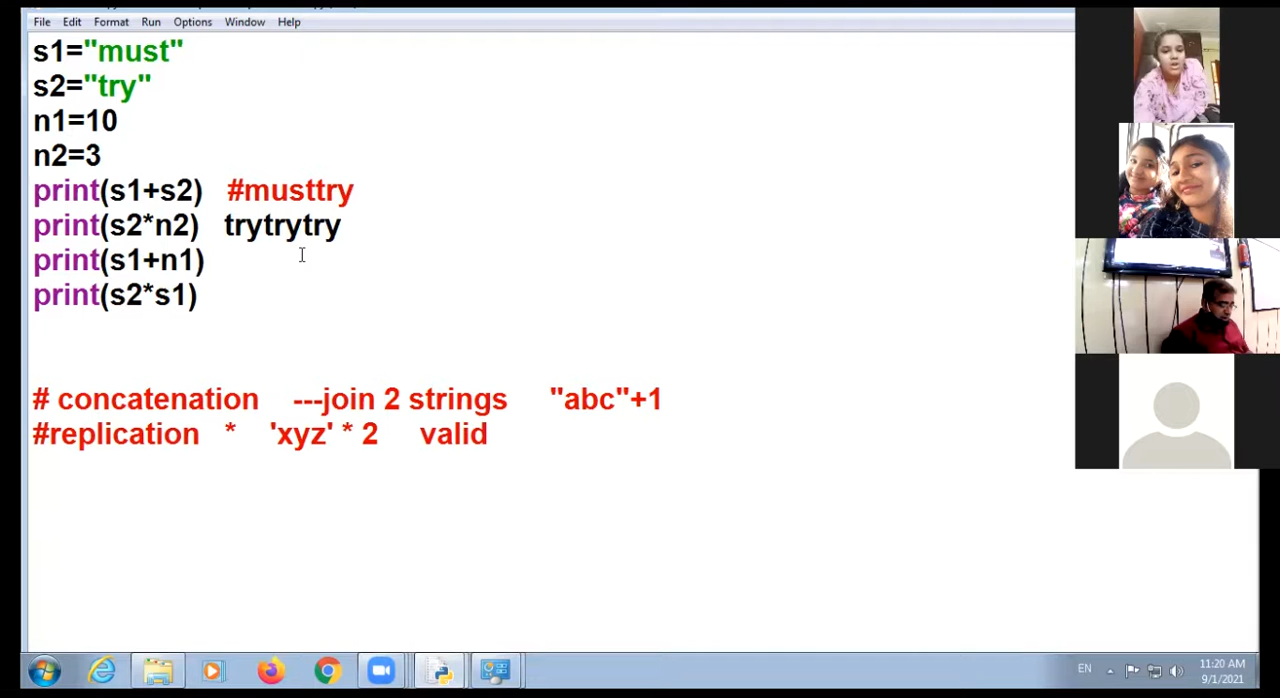 File Edit Format Run Options Window Help
s1="must"
s2="try"
n1=10
n2=3
print(s1+s2) #musttry
print(s2*n2) trytrytry
print(s1+n1)
print(s2*s1)
# concatenation ---join 2 strings "abc"+1
#replication * 'xyz' * 2 valid
EN 11:20 AM
9/1/2021